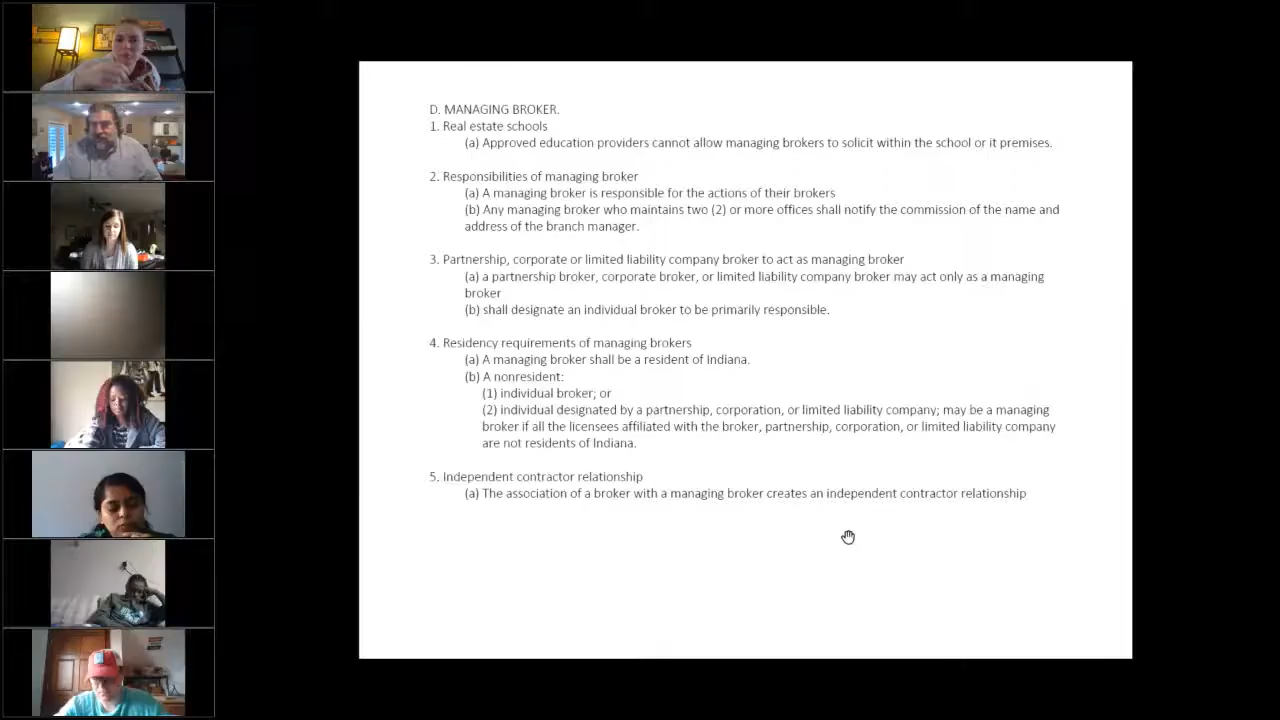 D. MANAGING BROKER.
1. Real estate schools
(a) Approved education providers cannot allow managing brokers to solicit within the school or it premises.
2. Responsibilities of managing broker
(a) A managing broker is responsible for the actions of their brokers
(b) Any managing broker who maintains two (2) or more offices shall notify the commission of the name and
address of the branch manager.
3. Partnership, corporate or limited liability company broker to act as managing broker
(a) a partnership broker, corporate broker, or limited liability company broker may act only as a managing
broker
(b) shall designate an individual broker to be primarily responsible.
4. Residency requirements of managing brokers
(a) A managing broker shall be a resident of Indiana.
(b) A nonresident:
(1) individual broker; or
(2) individual designated by a partnership, corporation, or limited liability company; may be a managing
broker if all the licensees affiliated with the broker, partnership, corporation, or limited liability company
are not residents of Indiana.
5. Independent contractor relationship
(a) The association of a broker with a managing broker creates an independent contractor relationship